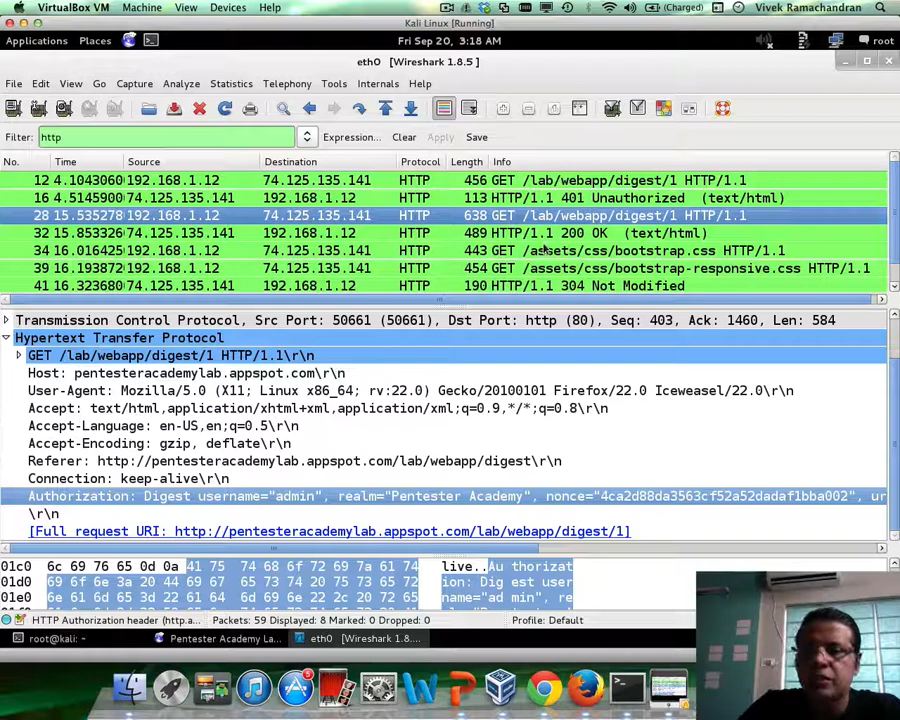 VirtualBox VM Machine View Devices Help (Charged) Vivek Ramachandran
Kali Linux [Running]
Applications Places Fri Sep 20, 3:18 AM root
eth0 [Wireshark 1.8.5 ]
File Edit View Go Capture Analyze Statistics Telephony Tools Internals Help
Filter: http Expression... Clear Apply Save
No. Time Source Destination Protocol Length Info
12 4.1043060 192.168.1.12 74.125.135.141 HTTP 456 GET /lab/webapp/digest/1 HTTP/1.1
16 4.5145900 74.125.135.141 192.168.1.12 HTTP 113 HTTP/1.1 401 Unauthorized (text/html)
28 15.535278 192.168.1.12 74.125.135.141 HTTP 638 GET /lab/webapp/digest/1 HTTP/1.1
32 15.853326 74.125.135.141 192.168.1.12 HTTP 489 HTTP/1.1 200 OK (text/html)
34 16.016425 192.168.1.12 74.125.135.141 HTTP 443 GET /assets/css/bootstrap.css HTTP/1.1
39 16.193872 192.168.1.12 74.125.135.141 HTTP 454 GET /assets/css/bootstrap-responsive.css HTTP/1.1
41 16.323680 74.125.135.141 192.168.1.12 HTTP 190 HTTP/1.1 304 Not Modified
Transmission Control Protocol, Src Port: 50661 (50661), Dst Port: http (80), Seq: 403, Ack: 1460, Len: 584
Hypertext Transfer Protocol
GET /lab/webapp/digest/1 HTTP/1.1\r\n
Host: pentesteracademylab.appspot.com\r\n
User-Agent: Mozilla/5.0 (X11; Linux x86_64; rv:22.0) Gecko/20100101 Firefox/22.0 Iceweasel/22.0\r\n
Accept: text/html,application/xhtml+xml,application/xml;q=0.9,*/*;q=0.8\r\n
Accept-Language: en-US,en;q=0.5\r\n
Accept-Encoding: gzip, deflate\r\n
Referer: http://pentesteracademylab.appspot.com/lab/webapp/digest\r\n
Connection: keep-alive\r\n
Authorization: Digest username="admin", realm="Pentester Academy", nonce="4ca2d88da3563cf52a52dadaf1bba002", ur
\r\n
[Full request URI: http://pentesteracademylab.appspot.com/lab/webapp/digest/1]
01c0 6c 69 76 65 0d 0a 41 75 74 68 6f 72 69 7a 61 74 live..Au thorizat
01d0 69 6f 6e 3a 20 44 69 67 65 73 74 20 75 73 65 72 ion: Dig est user
01e0 6e 61 6d 65 3d 22 61 64 6d 69 6e 22 2c 20 72 65 name="ad min", re
HTTP Authorization header (http.a... Packets: 59 Displayed: 8 Marked: 0 Dropped: 0 Profile: Default
root@kali: ~ Pentester Academy La... eth0 [Wireshark 1.8....